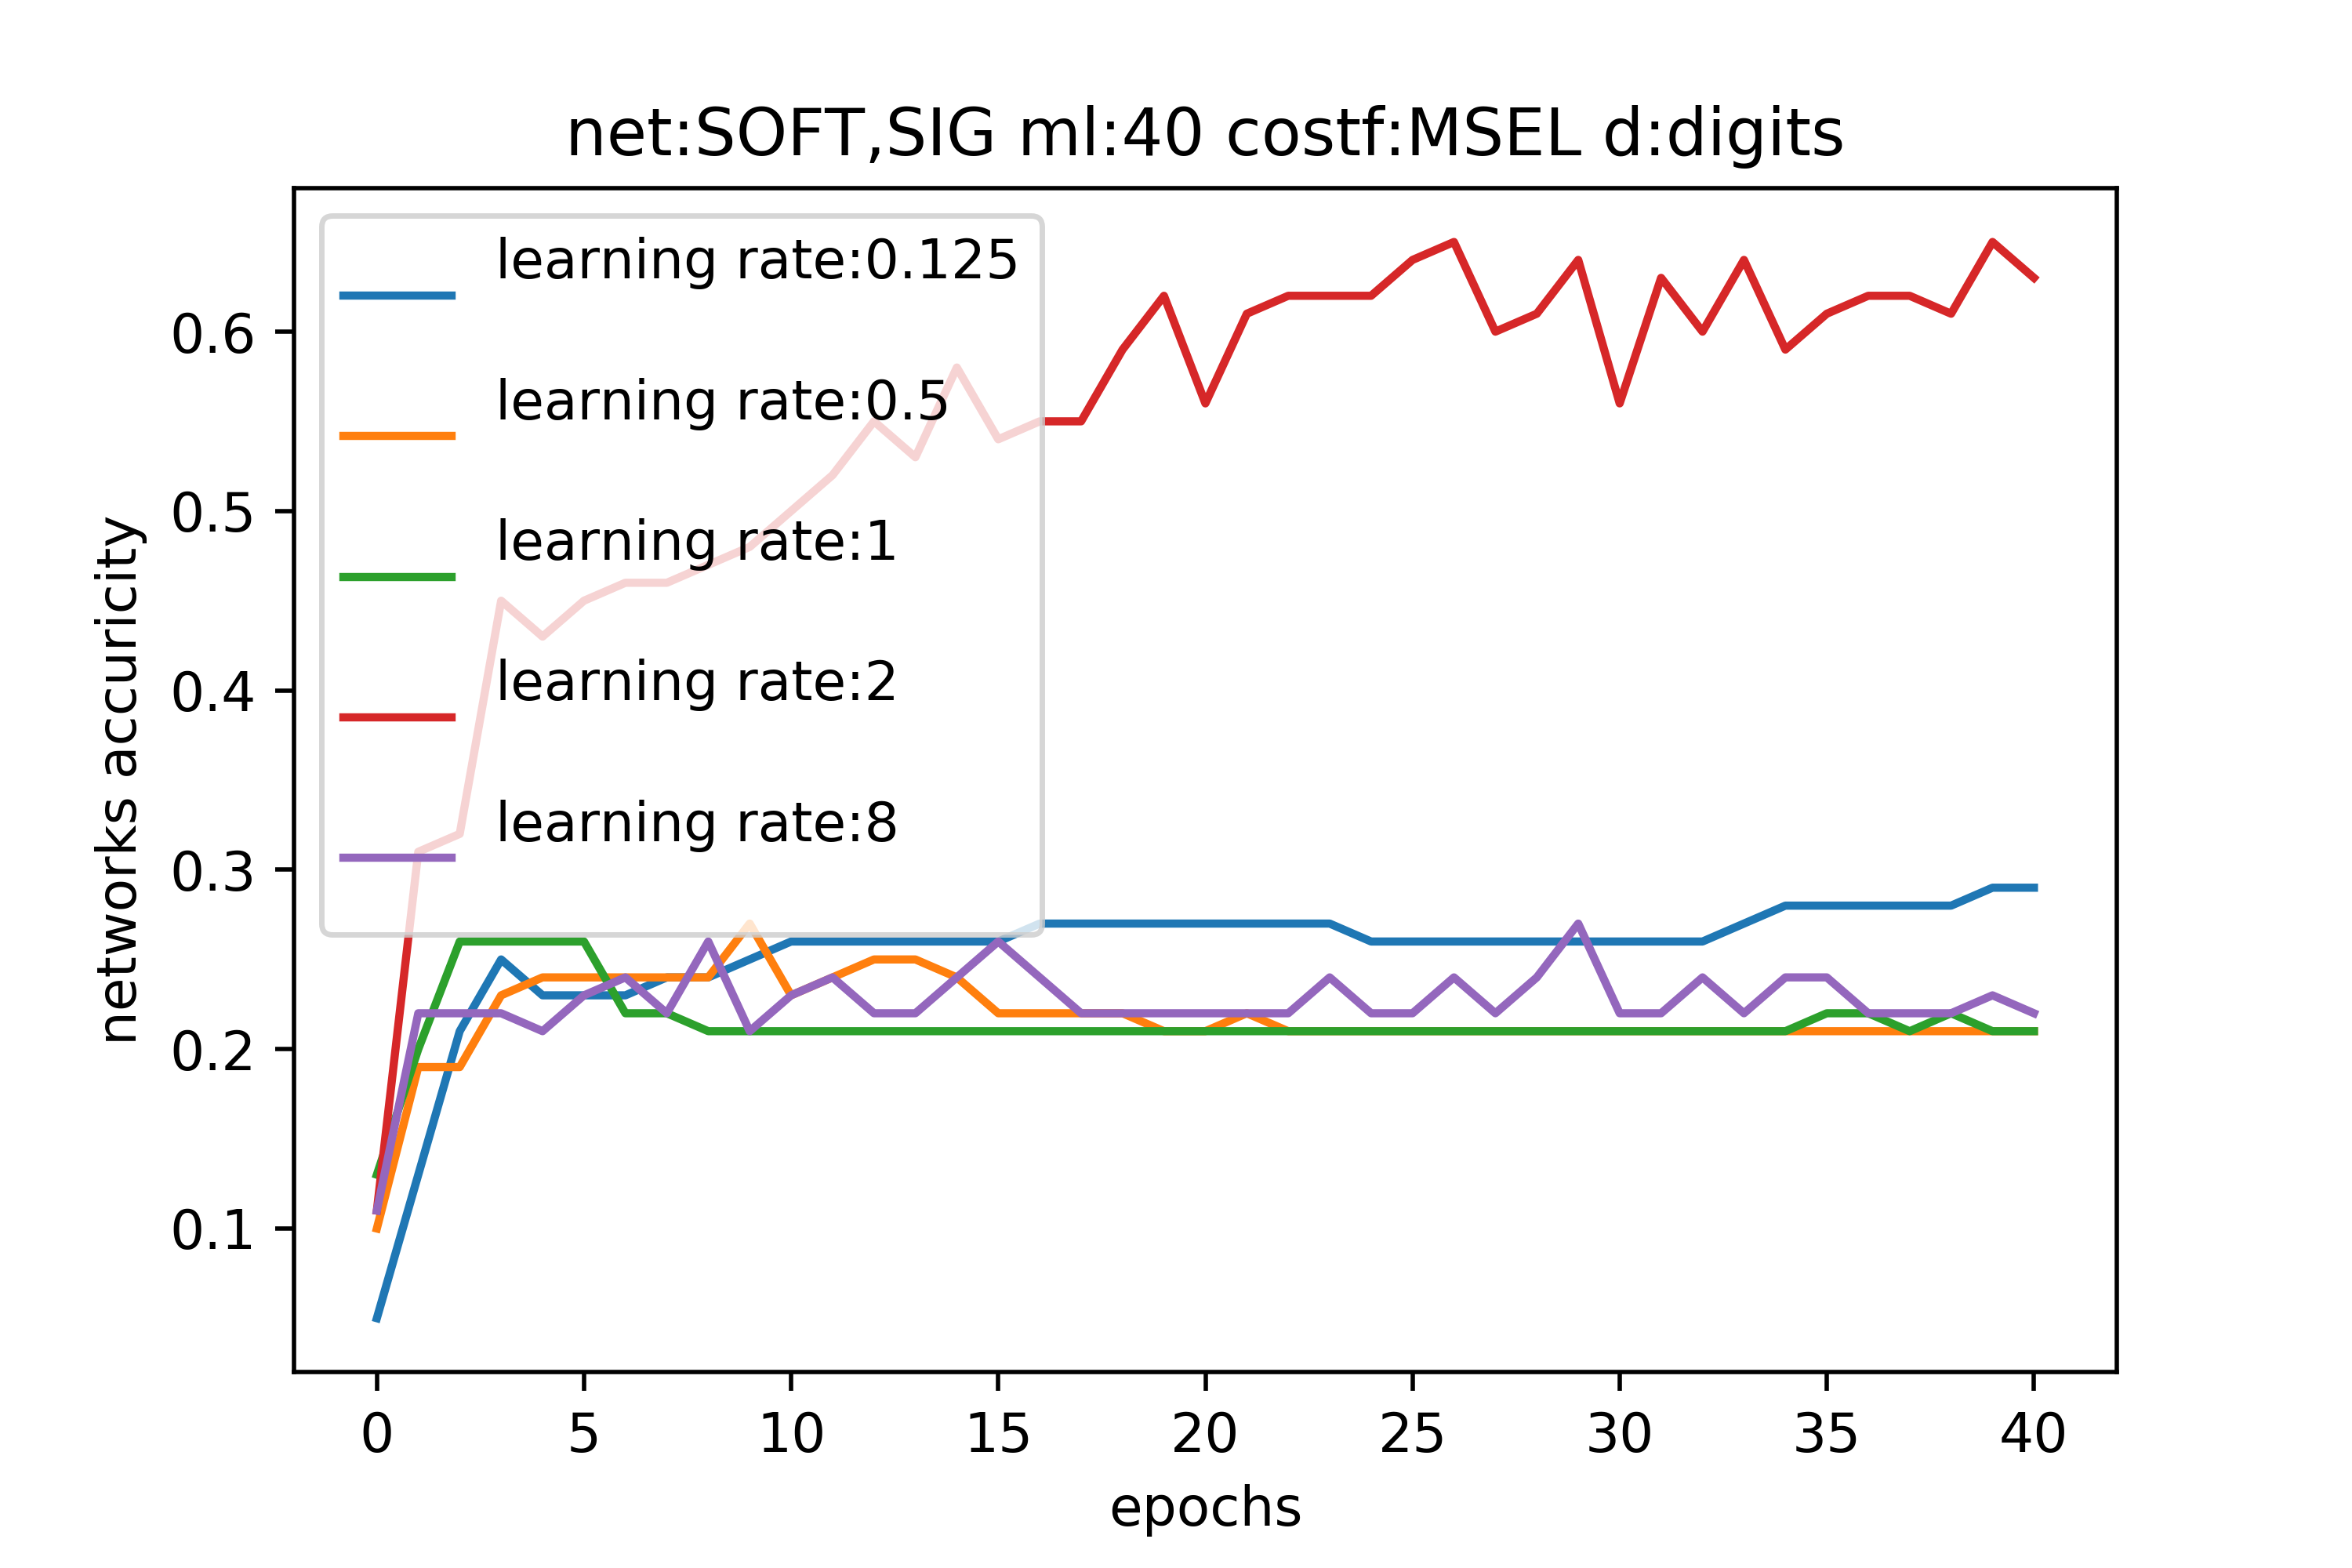 net:SOFT,SIG ml:40 costf:MSEL d:digits
learning rate:0.125
learning rate:0.5
learning rate:1
learning rate:2
learning rate:8
networks accuricity
0.6
0.5
0.4
0.3
0.2
0.1
0 5 10 15 20 25 30 35 40
epochs